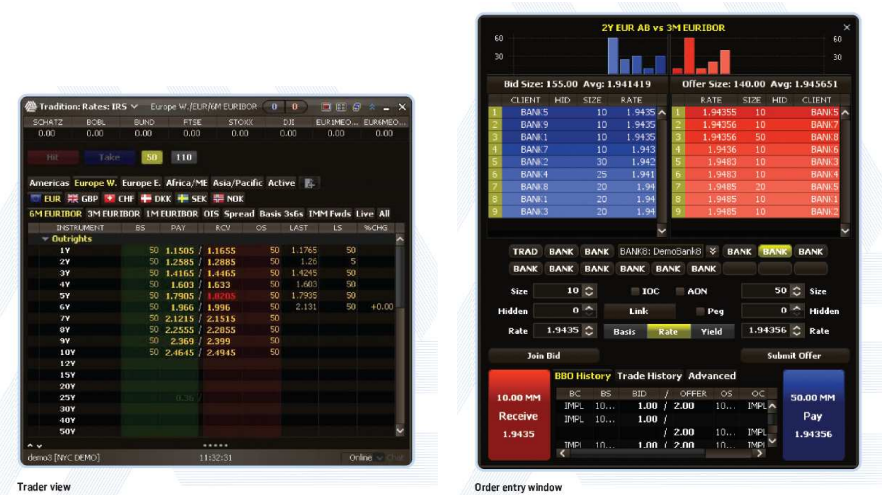 Tradition: Rates: IRS Europe W./EUR/6M EURIBOR 0 0
SCHATZ BOBL BUND FTSE STOXX DJI EUR1MEO... EUR6MEO...
0.00 0.00 0.00 0.00 0.00 0.00 0.00 0.00
Hit Take 50 110
Americas Europe W. Europe E. Africa/ME Asia/Pacific Active
EUR GBP CHF DKK SEK NOK
6M EURIBOR 3M EURIBOR 1M EURIBOR OIS Spread Basis 3s6s IMM Fwds Live All
INSTRUMENT BS PAY / RCV OS LAST LS %CHG
Outrights
1Y 50 1.1505 / 1.1655 50 1.1765 50
2Y 50 1.2585 / 1.2885 50 1.26 5
3Y 50 1.4165 / 1.4465 50 1.4245 50
4Y 50 1.603 / 1.633 50 1.603 50
5Y 50 1.7905 / 1.8205 50 1.7935 50
6Y 50 1.966 / 1.996 50 2.131 50 +0.00
7Y 50 2.1215 / 2.1515 50
8Y 50 2.2555 / 2.2855 50
9Y 50 2.369 / 2.399 50
10Y 50 2.4645 / 2.4945 50
12Y
15Y
20Y
25Y 0.36 /
30Y
40Y
50Y
demo3 [NYC DEMO] 11:32:31 Online Chat
Trader view
2Y EUR AB vs 3M EURIBOR
60 60
30 30
Bid Size: 155.00 Avg: 1.941419 Offer Size: 140.00 Avg: 1.945651
CLIENT HID SIZE RATE RATE SIZE HID CLIENT
1 BANK5 10 1.9435 1 1.94355 10 BANK5
2 BANK9 10 1.9435 2 1.94356 10 BANK7
3 BANK1 10 1.9435 3 1.94356 50 BANK8
4 BANK7 10 1.943 4 1.9436 10 BANK6
5 BANK2 30 1.942 5 1.9483 10 BANK3
6 BANK4 25 1.941 6 1.9483 10 BANK4
7 BANK8 20 1.94 7 1.9485 20 BANK5
8 BANK1 20 1.94 8 1.9485 10 BANK1
9 BANK3 20 1.94 9 1.9485 10 BANK2
TRAD BANK BANK BANK8: DemoBank8 BANK BANK BANK
BANK BANK BANK BANK BANK BANK
Size 10 IOC AON 50 Size
Hidden 0 Link Peg 0 Hidden
Rate 1.9435 Basis Rate Yield 1.94356 Rate
Join Bid Submit Offer
BBO History Trade History Advanced
10.00 MM Receive 1.9435
BC BS BID / OFFER OS OC
IMPL 10... 1.00 / 2.00 10... IMPL
IMPL 10... 1.00 /
/ 2.00 10... IMPL
IMPL 10... 1.00 / 2.00 10... IMPL
50.00 MM Pay 1.94356
Order entry window